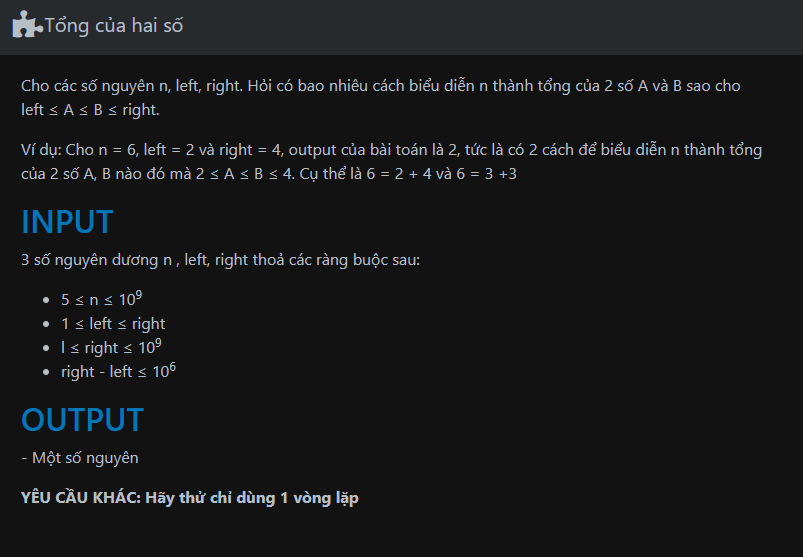 Tổng của hai số
Cho các số nguyên n, left, right. Hỏi có bao nhiêu cách biểu diễn n thành tổng của 2 số A và B sao cho
left ≤ A ≤ B ≤ right.
Ví dụ: Cho n = 6, left = 2 và right = 4, output của bài toán là 2, tức là có 2 cách để biểu diễn n thành tổng
của 2 số A, B nào đó mà 2 ≤ A ≤ B ≤ 4. Cụ thể là 6 = 2 + 4 và 6 = 3 +3
INPUT
3 số nguyên dương n , left, right thoả các ràng buộc sau:
• 5 ≤ n ≤ 10⁹
• 1 ≤ left ≤ right
• l ≤ right ≤ 10⁹
• right - left ≤ 10⁶
OUTPUT
- Một số nguyên
YÊU CẦU KHÁC: Hãy thử chỉ dùng 1 vòng lặp